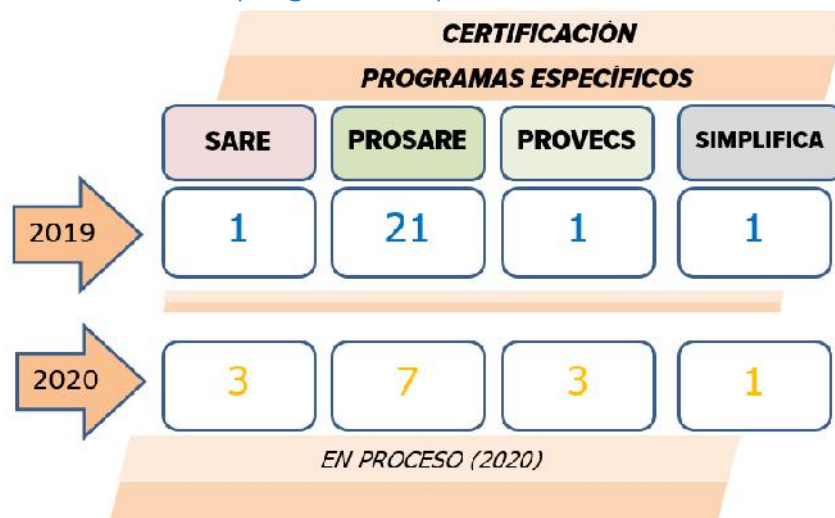 CERTIFICACIÓN
PROGRAMAS ESPECÍFICOS
SARE PROSARE PROVECS SIMPLIFICA
2019 1 21 1 1
2020 3 7 3 1
EN PROCESO (2020)